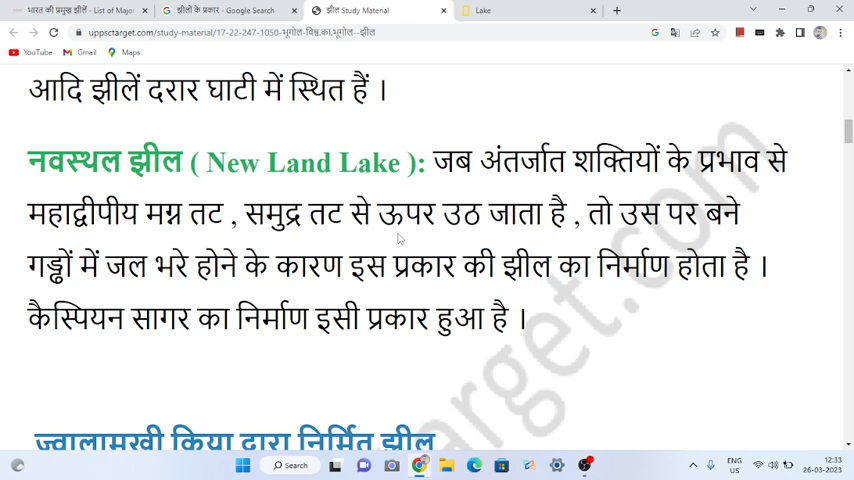 भारत की प्रमुख झीलें - List of Major
झीलों के प्रकार - Google Search
झील Study Material
Lake
uppsctarget.com/study-material/17-22-247-1050-भूगोल-विश्व.का.भूगोल--झील
YouTube Gmail Maps
आदि झीलें दरार घाटी में स्थित हैं ।
नवस्थल झील ( New Land Lake ): जब अंतर्जात शक्तियों के प्रभाव से
महाद्वीपीय मग्न तट , समुद्र तट से ऊपर उठ जाता है , तो उस पर बने
गड्ढों में जल भरे होने के कारण इस प्रकार की झील का निर्माण होता है ।
कैस्पियन सागर का निर्माण इसी प्रकार हुआ है ।
ज्वालामुखी क्रिया द्वारा निर्मित झील
target.com
Search
ENG
US
12:33
26-03-2023